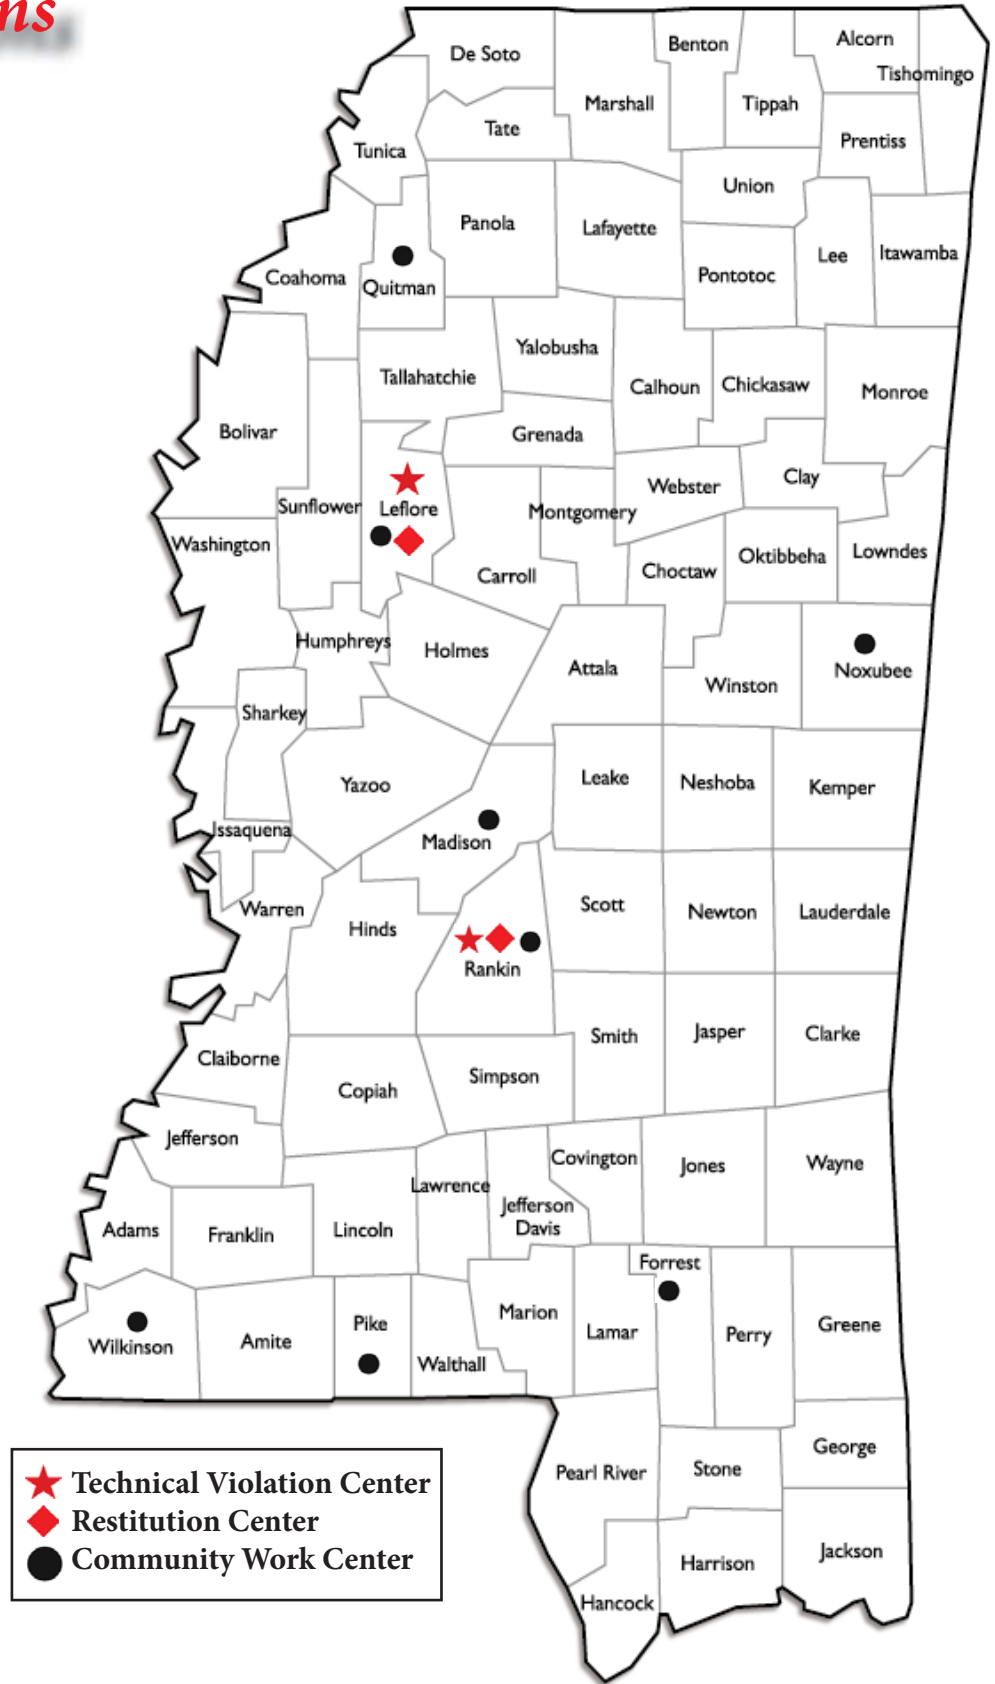 ns
De Soto
Benton
Alcorn
Tishomingo
Marshall
Tippah
Tate
Prentiss
Tunica
Union
Panola
Lafayette
Lee
Itawamba
Coahoma
Quitman
Pontotoc
Yalobusha
Tallahatchie
Calhoun
Chickasaw
Monroe
Bolivar
Grenada
Clay
Webster
Sunflower
Leflore
Montgomery
Washington
Lowndes
Oktibbeha
Choctaw
Carroll
Humphreys
Holmes
Attala
Noxubee
Winston
Sharkey
Leake
Neshoba
Kemper
Yazoo
Issaquena
Madison
Scott
Warren
Newton
Lauderdale
Hinds
Rankin
Smith
Jasper
Clarke
Claiborne
Simpson
Copiah
Jefferson
Covington
Jones
Wayne
Lawrence
Jefferson
Davis
Adams
Franklin
Lincoln
Forrest
Marion
Pike
Lamar
Perry
Greene
Wilkinson
Amite
Walthall
George
Pearl River
Stone
Technical Violation Center
Restitution Center
Community Work Center
Harrison
Jackson
Hancock